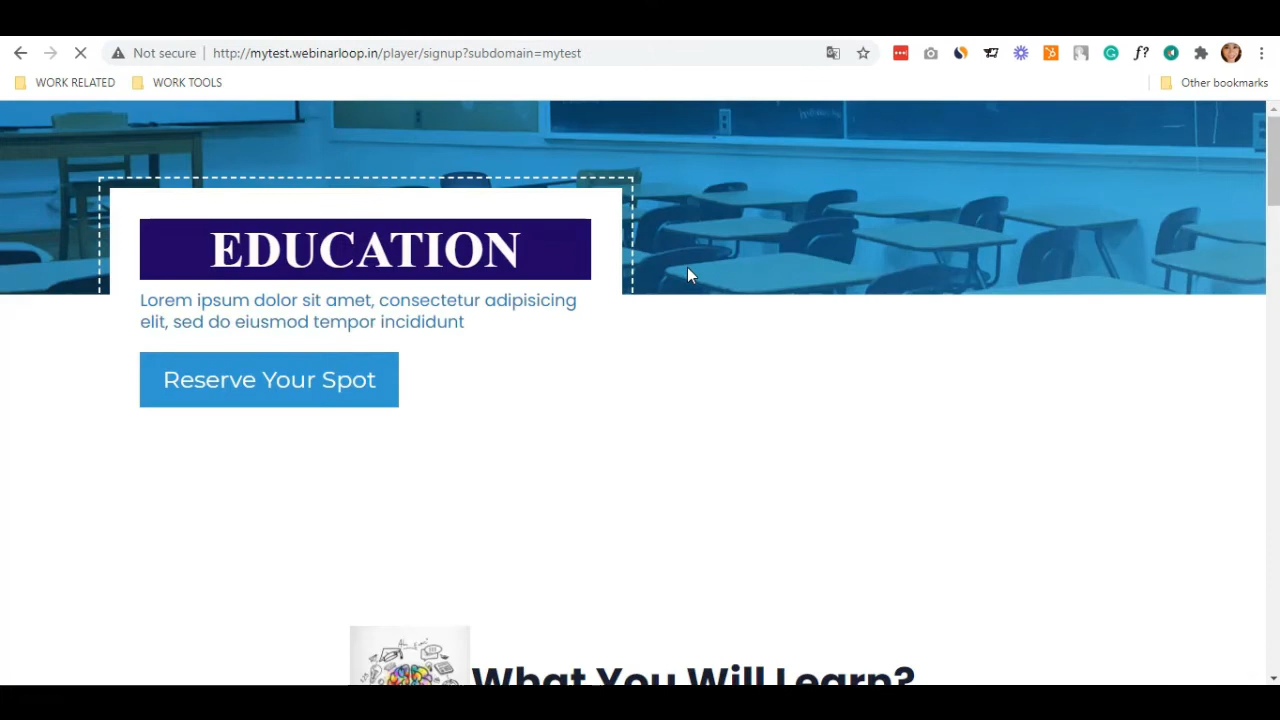 Not secure | http://mytest.webinarloop.in/player/signup?subdomain=mytest
f?
WORK RELATED WORK TOOLS Other bookmarks
EDUCATION
Lorem ipsum dolor sit amet, consectetur adipisicing
elit, sed do eiusmod tempor incididunt
Reserve Your Spot
What You Will Learn?